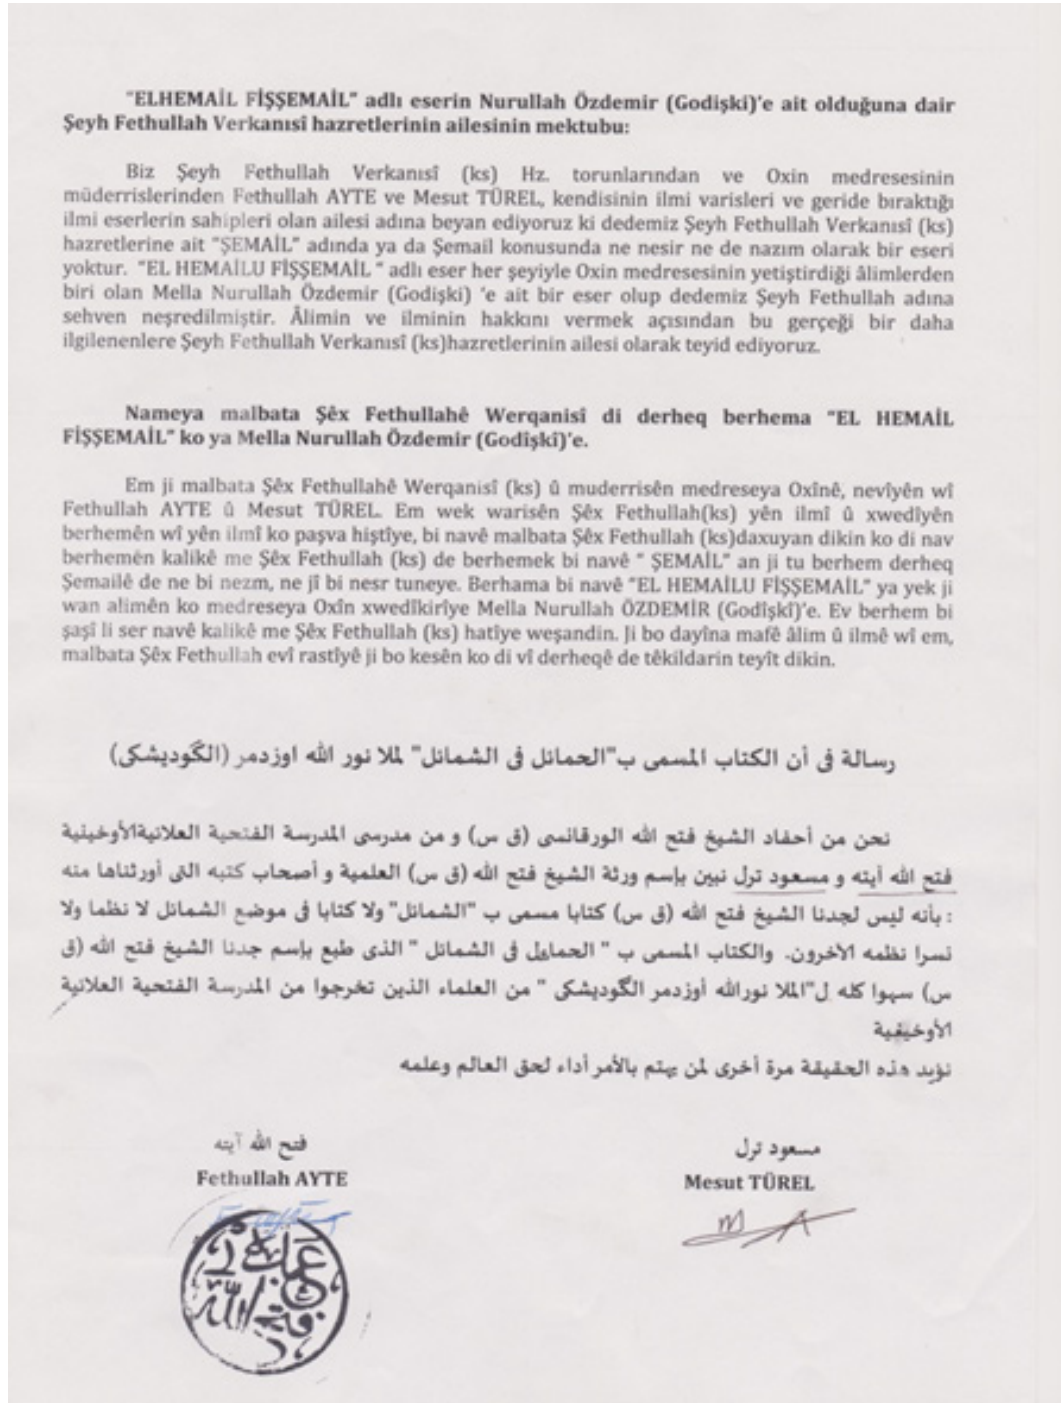 "ELHEMAİL FİŞŞEMAİL" adlı eserin Nurullah Özdemir (Godişki)'e ait olduğuna dair
Şeyh Fethullah Verkanısî hazretlerinin ailesinin mektubu:
Biz Şeyh Fethullah Verkanısî (ks) Hz. torunlarından ve Oxin medresesinin
müderrislerinden Fethullah AYTE ve Mesut TÜREL, kendisinin ilmi varisleri ve geride bıraktığı
ilmi eserlerin sahipleri olan ailesi adına beyan ediyoruz ki dedemiz Şeyh Fethullah Verkanısî (ks)
hazretlerine ait "ŞEMAİL" adında ya da Şemail konusunda ne nesir ne de nazım olarak bir eseri
yoktur. "EL HEMAİLU FİŞŞEMAİL " adlı eser her şeyiyle Oxin medresesinin yetiştirdiği âlimlerden
biri olan Mella Nurullah Özdemir (Godişki) 'e ait bir eser olup dedemiz Şeyh Fethullah adına
sehven neşredilmiştir. Âlimin ve ilminin hakkını vermek açısından bu gerçeği bir daha
ilgilenenlere Şeyh Fethullah Verkanısî (ks)hazretlerinin ailesi olarak teyid ediyoruz.
Nameya malbata Şêx Fethullahê Werqanisî di derheq berhema "EL HEMAİL
FİŞŞEMAİL" ko ya Mella Nurullah Özdemir (Godîşkî)'e.
Em ji malbata Şêx Fethullahê Werqanisî (ks) û muderrisên medreseya Oxînê, nevîyên wî
Fethullah AYTE û Mesut TÜREL. Em wek warisên Şêx Fethullah(ks) yên ilmî û xwedîyên
berhemên wî yên ilmî ko paşva hiştîye, bi navê malbata Şêx Fethullah (ks)daxuyan dikin ko di nav
berhemên kalikê me Şêx Fethullah (ks) de berhemek bi navê " ŞEMAİL" an ji tu berhem derheq
Şemailê de ne bi nezm, ne jî bi nesr tuneye. Berhama bi navê "EL HEMAİLU FİŞŞEMAİL" ya yek ji
wan alimên ko medreseya Oxîn xwedîkirîye Mella Nurullah ÖZDEMİR (Godîşkî)'e. Ev berhem bi
şaşî li ser navê kalikê me Şêx Fethullah (ks) hatîye weşandin. Ji bo dayîna mafê âlim û ilmê wî em,
malbata Şêx Fethullah evî rastîyê ji bo kesên ko di vî derheqê de têkildarin teyît dikin.
رسالة فى أن الكتاب المسمى ب"الحمائل فى الشمائل" لملا نور الله اوزدمر (الگوديشكى)
نحن من أحفاد الشيخ فتح الله الورقانسى (ق س) و من مدرسى المدرسة الفتحية العلائيةالأوخينية
فتح الله آيته و مسعود ترل نبين بإسم ورثة الشيخ فتح الله (ق س) العلمية و أصحاب كتبه التى أورثناها منه
: بأنه ليس لجدنا الشيخ فتح الله (ق س) كتابا مسمى ب "الشمائل" ولا كتابا فى موضع الشمائل لا نظما ولا
نسرا نظمه الآخرون. والكتاب المسمى ب " الحمايل فى الشمائل " الذى طبع بإسم جدنا الشيخ فتح الله (ق
س) سهوا كله ل"الملا نورالله أوزدمر الگوديشكى " من العلماء الذين تخرجوا من المدرسة الفتحية العلائية
الأوخينية
نؤيد هذه الحقيقة مرة أخرى لمن يهتم بالأمر أداء لحق العالم وعلمه
فتح الله آيته
Fethullah AYTE
مسعود ترل
Mesut TÜREL
فتح الله